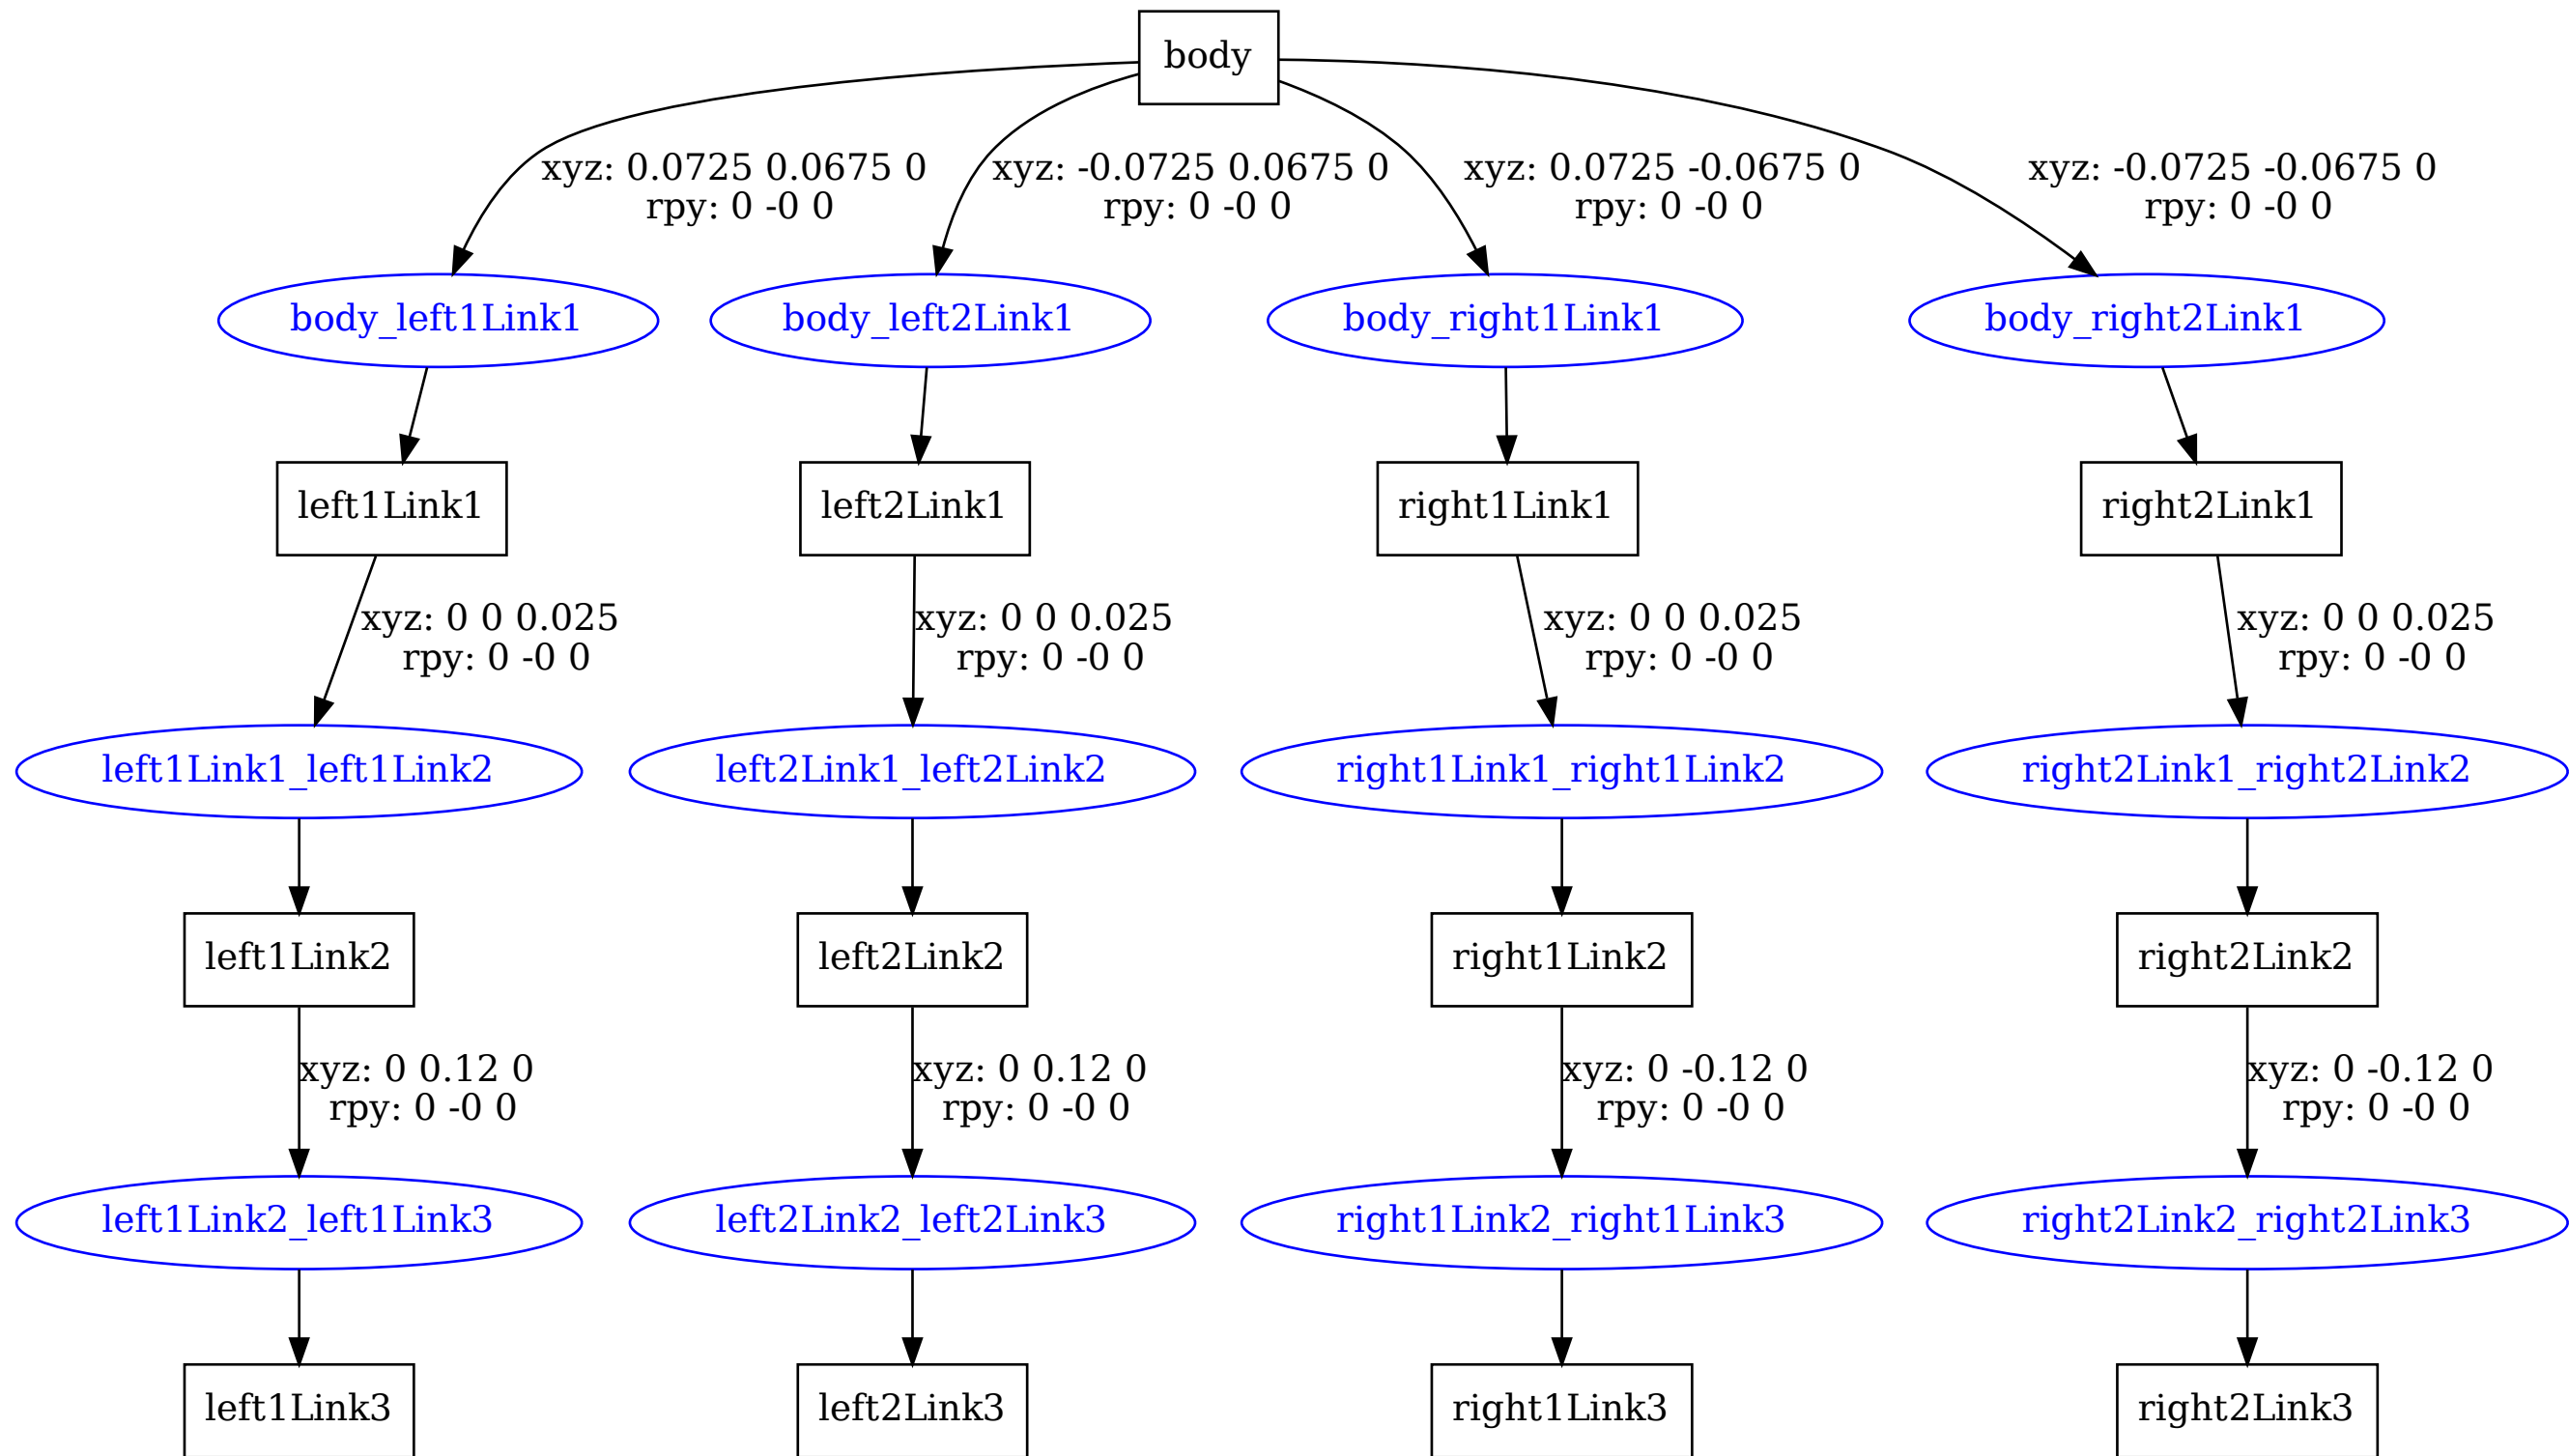 body
xyz: 0.0725 0.0675 0
rpy: 0 -0 0
xyz: -0.0725 0.0675 0
rpy: 0 -0 0
xyz: 0.0725 -0.0675 0
rpy: 0 -0 0
xyz: -0.0725 -0.0675 0
rpy: 0 -0 0
body_left1Link1
body_left2Link1
body_right1Link1
body_right2Link1
left1Link1
left2Link1
right1Link1
right2Link1
xyz: 0 0 0.025
rpy: 0 -0 0
xyz: 0 0 0.025
rpy: 0 -0 0
xyz: 0 0 0.025
rpy: 0 -0 0
xyz: 0 0 0.025
rpy: 0 -0 0
left1Link1_left1Link2
left2Link1_left2Link2
right1Link1_right1Link2
right2Link1_right2Link2
left1Link2
left2Link2
right1Link2
right2Link2
xyz: 0 0.12 0
rpy: 0 -0 0
xyz: 0 0.12 0
rpy: 0 -0 0
xyz: 0 -0.12 0
rpy: 0 -0 0
xyz: 0 -0.12 0
rpy: 0 -0 0
left1Link2_left1Link3
left2Link2_left2Link3
right1Link2_right1Link3
right2Link2_right2Link3
left1Link3
left2Link3
right1Link3
right2Link3